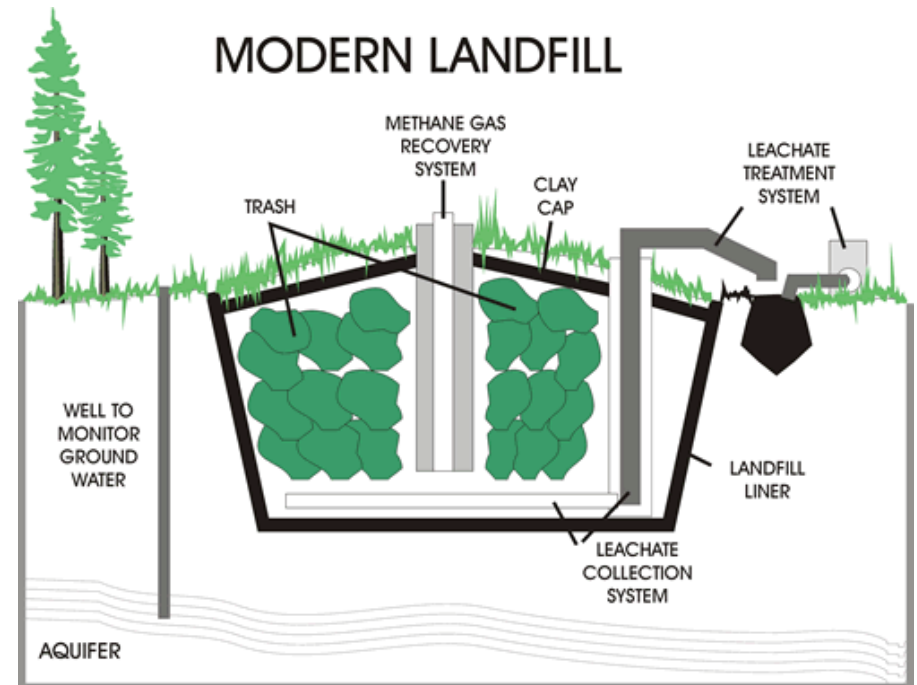 MODERN LANDFILL
METHANE GAS
RECOVERY
SYSTEM
LEACHATE
TREATMENT
SYSTEM
CLAY
CAP
TRASH
WELL TO
MONITOR
GROUND
WATER
LANDFILL
LINER
LEACHATE
COLLECTION
SYSTEM
AQUIFER